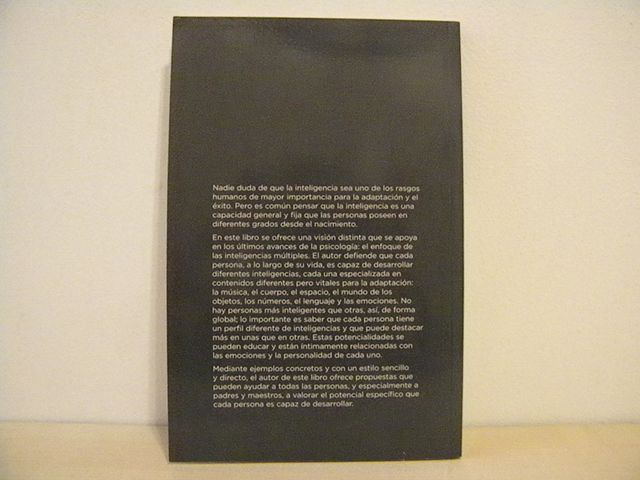 Nadie duda de que la inteligencia sea uno de los rasgos
humanos de mayor importancia para la adaptación y el
éxito. Pero es común pensar que la inteligencia es una
capacidad general y fija que las personas poseen en
diferentes grados desde el nacimiento.
En este libro se ofrece una visión distinta que se apoya
en los últimos avances de la psicología: el enfoque de
las inteligencias múltiples. El autor defiende que cada
persona, a lo largo de su vida, es capaz de desarrollar
diferentes inteligencias, cada una especializada en
contenidos diferentes pero vitales para la adaptación:
la música, el cuerpo, el espacio, el mundo de los
objetos, los números, el lenguaje y las emociones. No
hay personas más inteligentes que otras, así, de forma
global; lo importante es saber que cada persona tiene
un perfil diferente de inteligencias y que puede destacar
más en unas que en otras. Estas potencialidades se
pueden educar y están íntimamente relacionadas con
las emociones y la personalidad de cada uno.
Mediante ejemplos concretos y con un estilo sencillo
y directo, el autor de este libro ofrece propuestas que
pueden ayudar a todas las personas, y especialmente a
padres y maestros, a valorar el potencial específico que
cada persona es capaz de desarrollar.